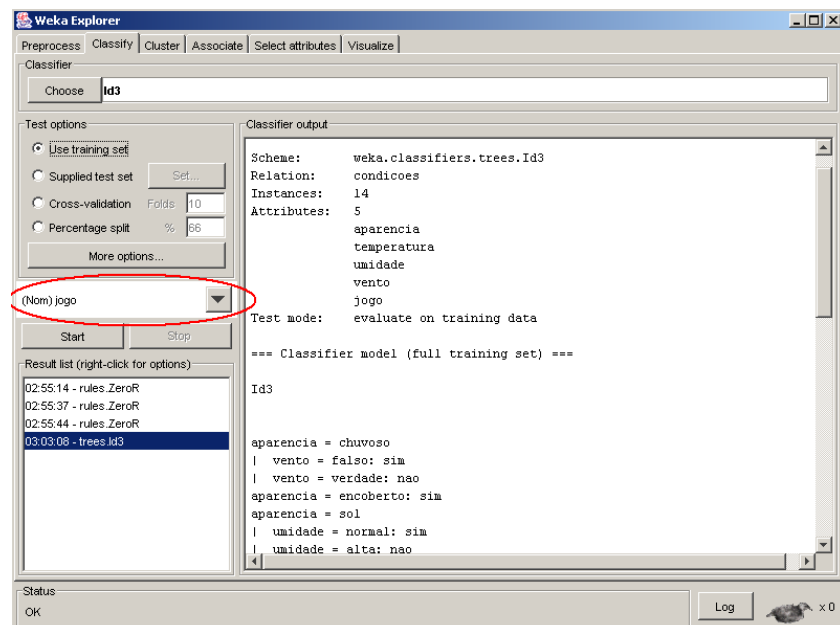 Weka Explorer
Preprocess Classify Cluster Associate Select attributes Visualize
Classifier
Choose Id3
Test options
Use training set
Supplied test set Set...
Cross-validation Folds 10
Percentage split % 66
More options...
(Nom) jogo
Start Stop
Result list (right-click for options)
02:55:14 - rules.ZeroR
02:55:37 - rules.ZeroR
02:55:44 - rules.ZeroR
03:03:08 - trees.Id3
Classifier output
Scheme: weka.classifiers.trees.Id3
Relation: condicoes
Instances: 14
Attributes: 5
aparencia
temperatura
umidade
vento
jogo
Test mode: evaluate on training data
=== Classifier model (full training set) ===
Id3
aparencia = chuvoso
| vento = falso: sim
| vento = verdade: nao
aparencia = encoberto: sim
aparencia = sol
| umidade = normal: sim
| umidade = alta: nao
Status
OK
Log x 0